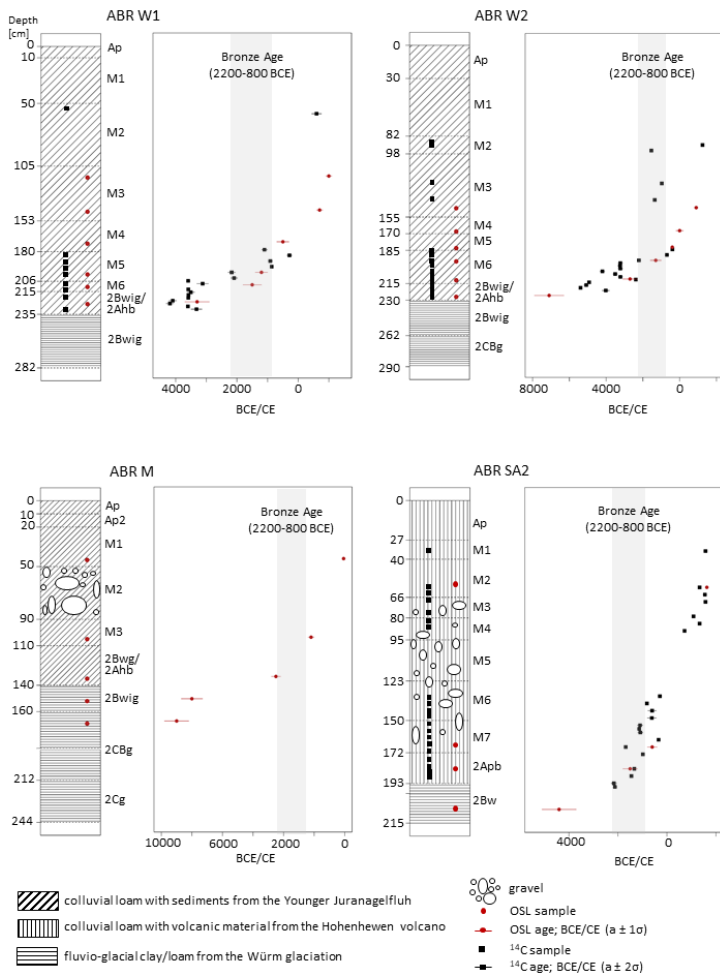 ABR W1
Depth
[cm]
0
10
50
105
153
180
206
215
235
282
Ap
M1
M2
M3
M4
M5
M6
2Bwig/
2Ahb
2Bwig
Bronze Age
(2200-800 BCE)
4000
2000
0
BCE/CE
ABR W2
0
30
82
98
155
170
185
215
230
262
290
Ap
M1
M2
M3
M4
M5
M6
2Bwig/
2Ahb
2Bwig
2CBg
Bronze Age
(2200-800 BCE)
8000
4000
0
BCE/CE
ABR M
0
10
20
50
90
110
140
160
212
244
Ap
Ap2
M1
M2
M3
2Bwg/
2Ahb
2Bwig
2CBg
2Cg
Bronze Age
(2200-800 BCE)
10000
6000
2000
0
BCE/CE
ABR SA2
0
27
40
66
80
95
123
150
172
193
215
Ap
M1
M2
M3
M4
M5
M6
M7
2Apb
2Bw
Bronze Age
(2200-800 BCE)
4000
0
BCE/CE
colluvial loam with sediments from the Younger Juranagelfluh
colluvial loam with volcanic material from the Hohenhewen volcano
fluvio-glacial clay/loam from the Würm glaciation
gravel
OSL sample
OSL age; BCE/CE (a ± 1σ)
¹⁴C sample
¹⁴C age; BCE/CE (a ± 2σ)